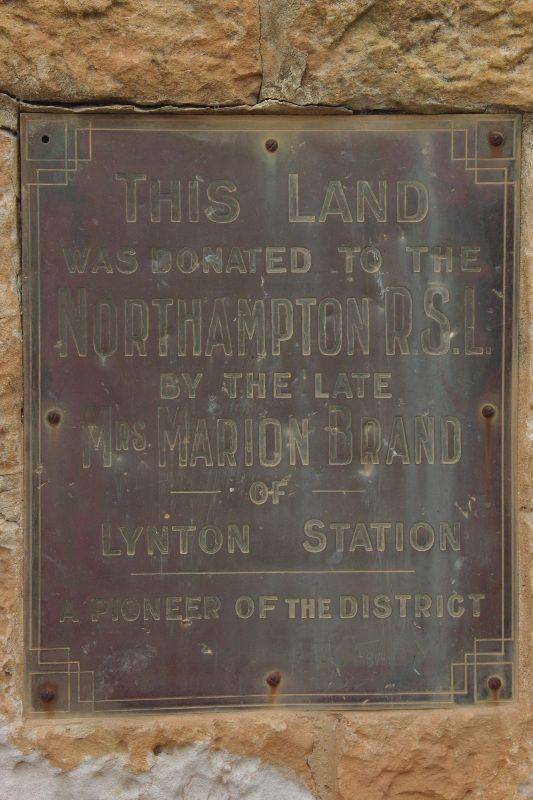 THIS LAND
WAS DONATED TO THE
NORTHAMPTON R.S.L.
BY THE LATE
MRS MARION BRAND
OF
LYNTON STATION
A PIONEER OF THE DISTRICT